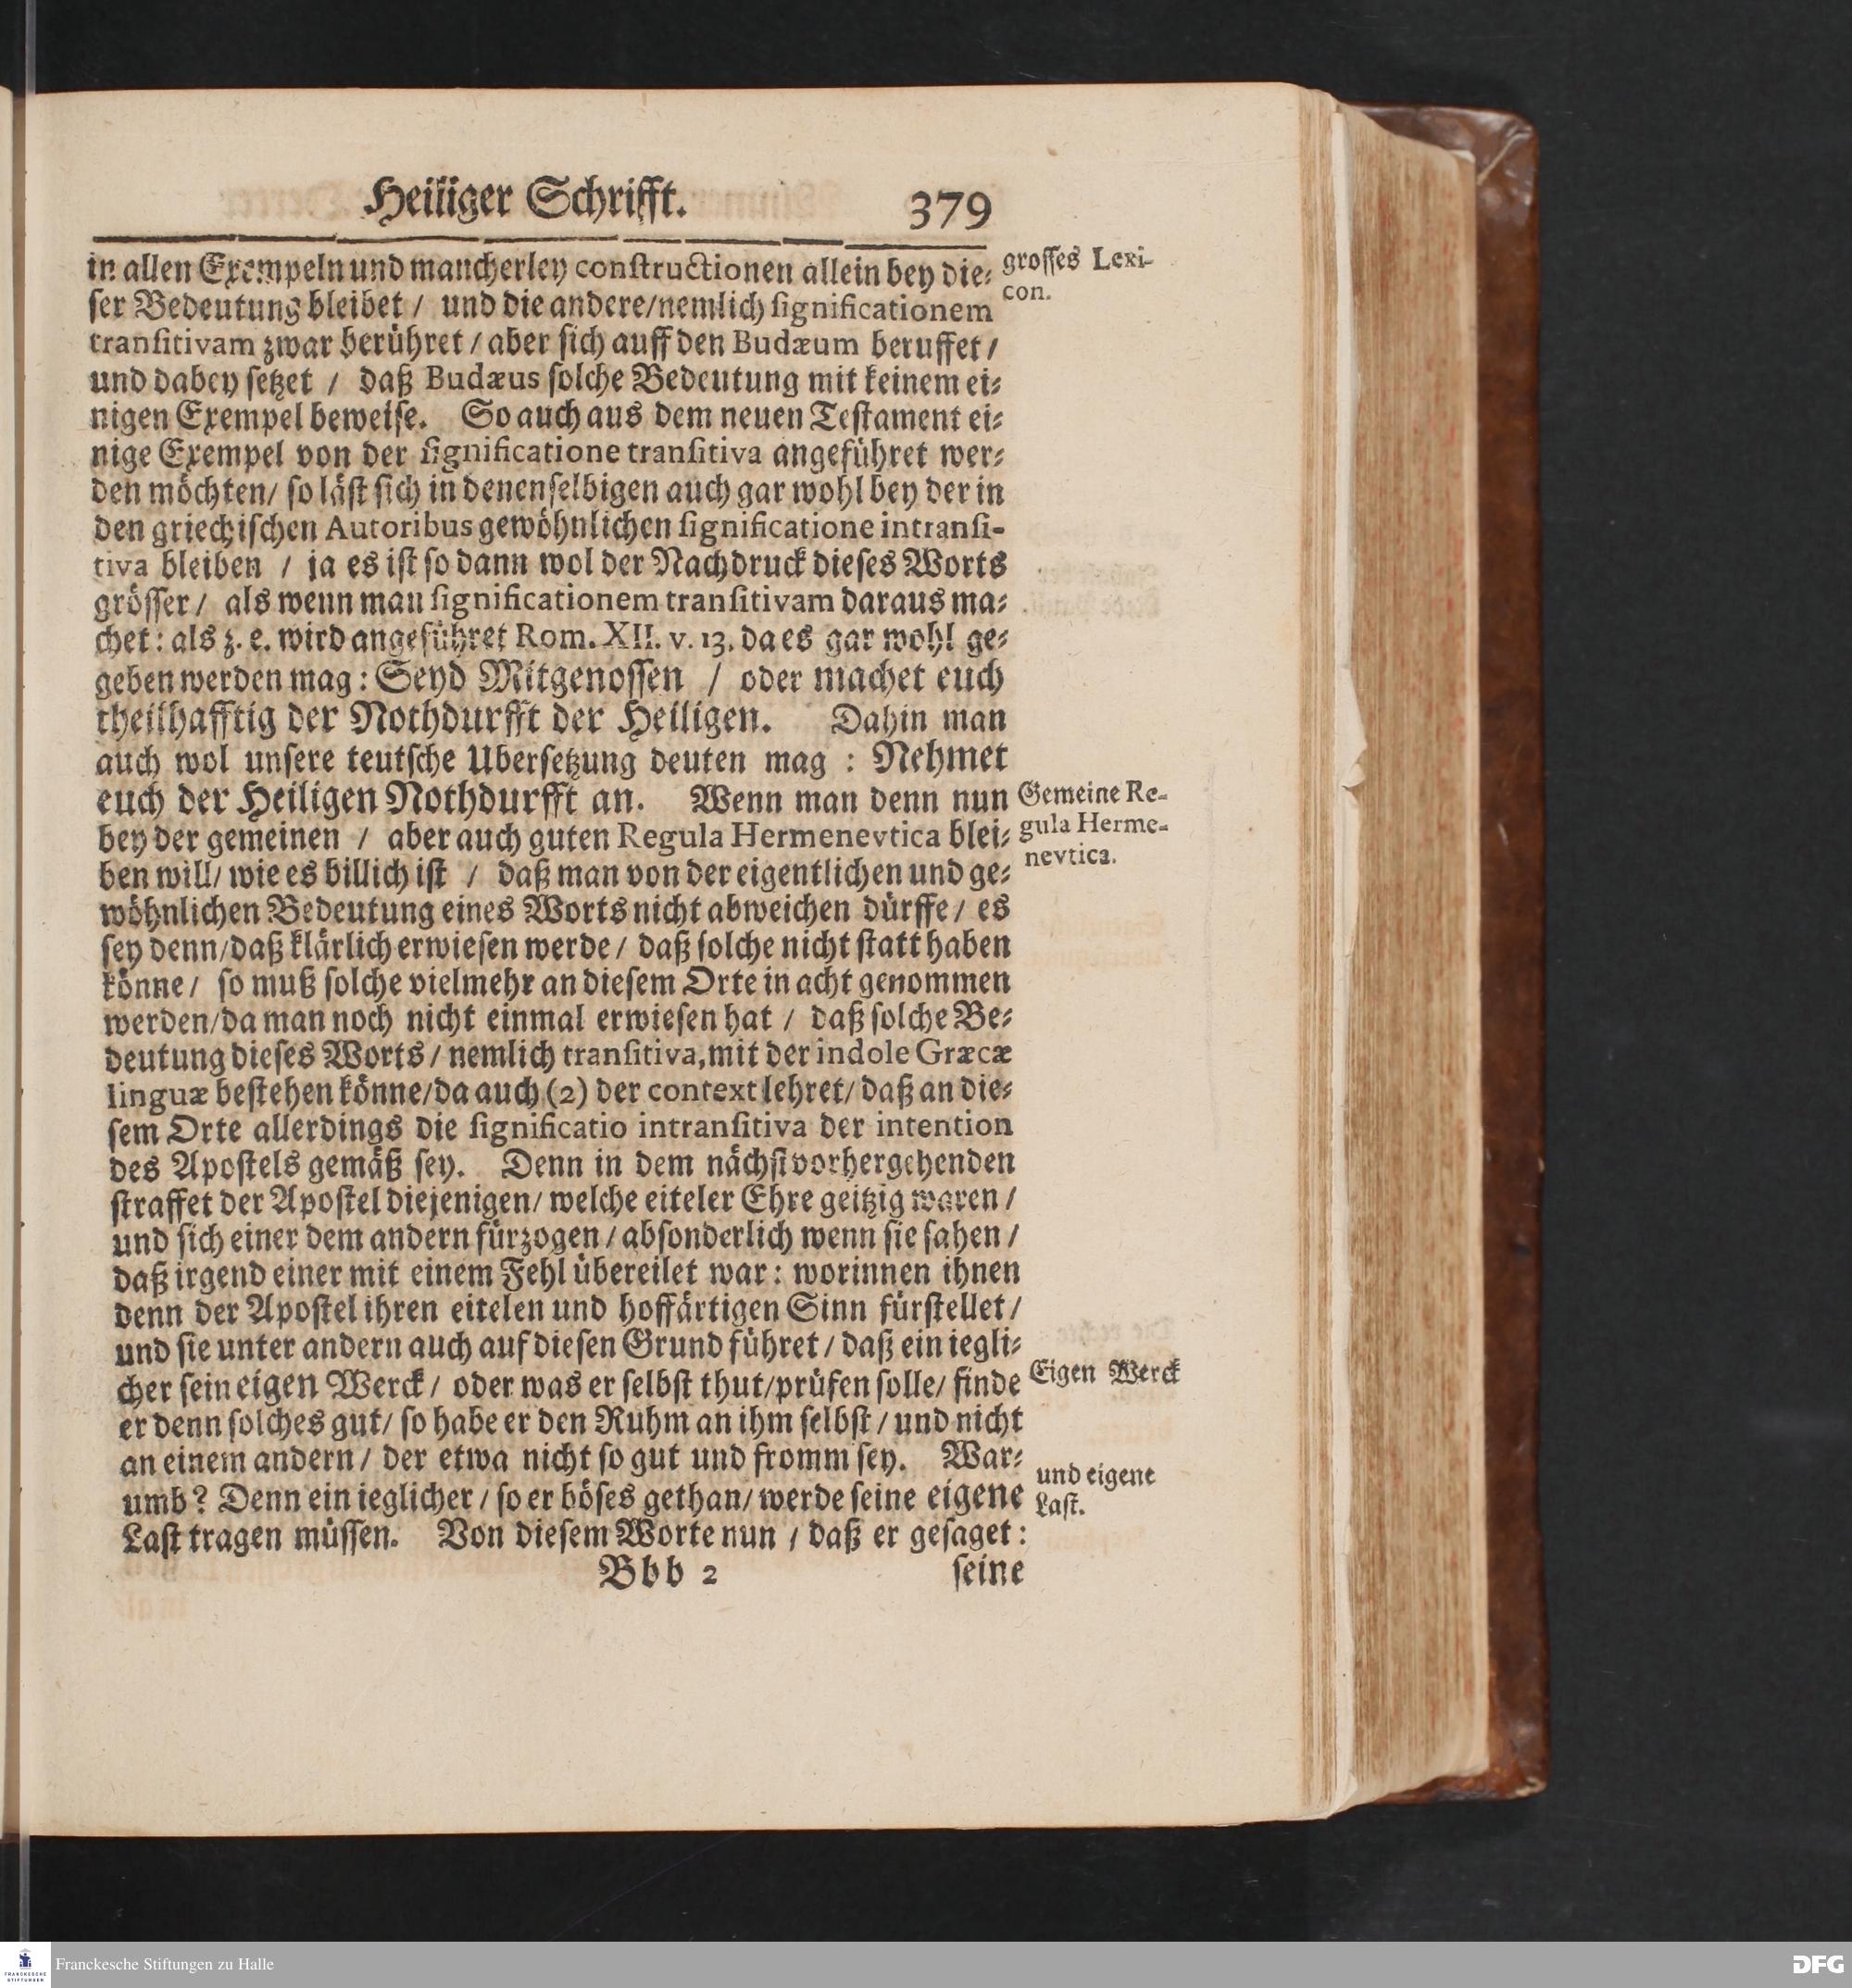 Heiliger Schrifft. 379
in allen Exempeln und mancherley constructionen allein bey die-
ser Bedeutung bleibet / und die andere/nemlich significationem
transitivam zwar berühret / aber sich auff den Budæum beruffet /
und dabey setzet / daß Budæus solche Bedeutung mit keinem ei-
nigen Exempel beweise. So auch aus dem neuen Testament ei-
nige Exempel von der significatione transitiva angeführet wer-
den möchten/ so läst sich in denenselbigen auch gar wohl bey der in
den griechischen Autoribus gewöhnlichen significatione intransi-
tiva bleiben / ja es ist so dann wol der Nachdruck dieses Worts
grösser / als wenn man significationem transitivam daraus ma-
chet: als z. e. wird angeführet Rom. XII. v. 13. da es gar wohl ge-
geben werden mag: Seyd Mitgenossen / oder machet euch
theilhafftig der Nothdurfft der Heiligen. Dahin man
auch wol unsere teutsche Ubersetzung deuten mag : Nehmet
euch der Heiligen Nothdurfft an. Wenn man denn nun
bey der gemeinen / aber auch guten Regula Hermenevtica blei-
ben will/ wie es billich ist / daß man von der eigentlichen und ge-
wöhnlichen Bedeutung eines Worts nicht abweichen dürffe / es
sey denn/daß klärlich erwiesen werde / daß solche nicht statt haben
könne / so muß solche vielmehr an diesem Orte in acht genommen
werden/da man noch nicht einmal erwiesen hat / daß solche Be-
deutung dieses Worts / nemlich transitiva, mit der indole Græcæ
linguæ bestehen könne/da auch (2) der context lehret/ daß an die-
sem Orte allerdings die significatio intransitiva der intention
des Apostels gemäß sey. Denn in dem nächst vorhergehenden
straffet der Apostel diejenigen/ welche eiteler Ehre geitzig waren /
und sich einer dem andern fürzogen / absonderlich wenn sie sahen /
daß irgend einer mit einem Fehl übereilet war: worinnen ihnen
denn der Apostel ihren eitelen und hoffärtigen Sinn fürstellet /
und sie unter andern auch auf diesen Grund führet / daß ein iegli-
cher sein eigen Werck / oder was er selbst thut/prüfen solle/ finde
er denn solches gut/ so habe er den Ruhm an ihm selbst / und nicht
an einem andern / der etwa nicht so gut und fromm sey. War-
umb? Denn ein ieglicher / so er böses gethan/ werde seine eigene
Last tragen müssen. Von diesem Worte nun / daß er gesaget:
Bbb 2 seine
grosses Lexi-
con.
Gemeine Re-
gula Herme-
nevtica.
Eigen Werck
und eigene
Last.
Franckesche Stiftungen zu Halle
FRANCKESCHE
STIFTUNGEN
DFG